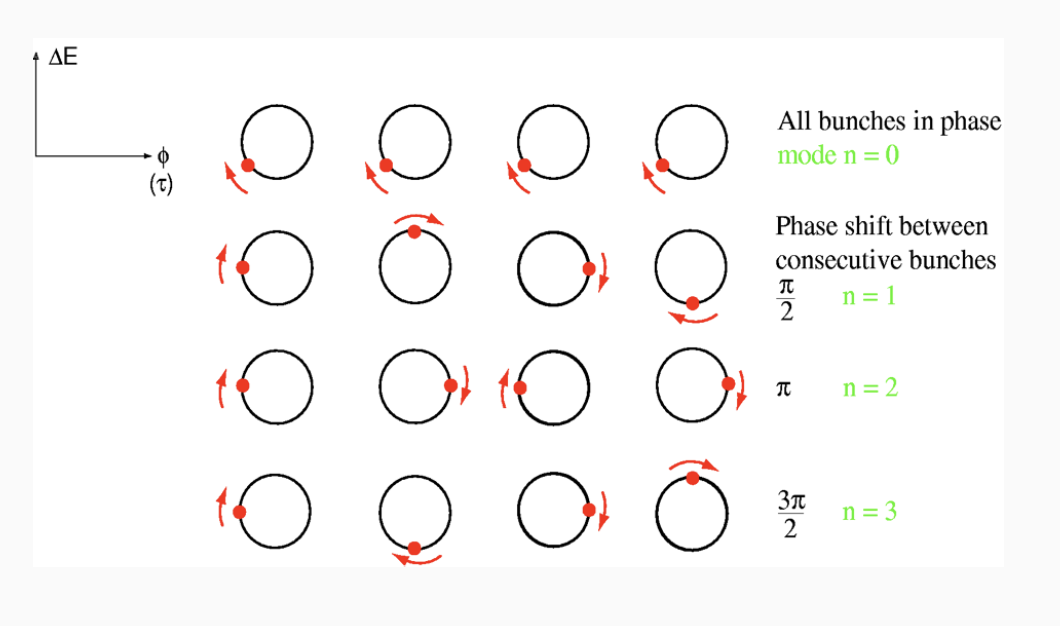 ΔE
ϕ
(τ)
All bunches in phase
mode n = 0
Phase shift between
consecutive bunches
π/2 n = 1
π n = 2
3π/2 n = 3